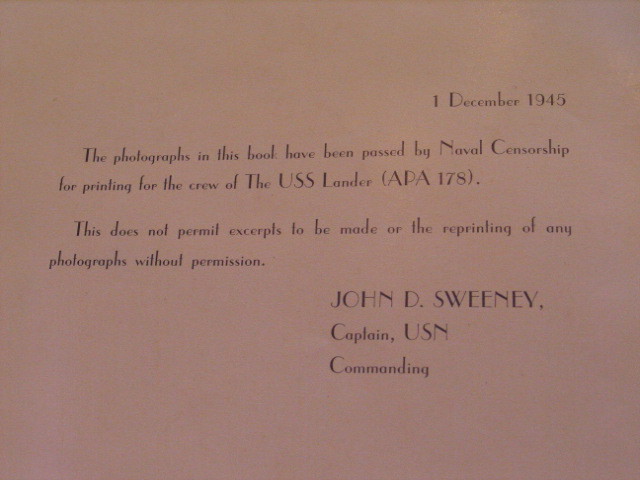 1 December 1945
The photographs in this book have been passed by Naval Censorship
for printing for the crew of The USS Lander (APA 178).
This does not permit excerpts to be made or the reprinting of any
photographs without permission.
JOHN D. SWEENEY,
Captain, USN
Commanding